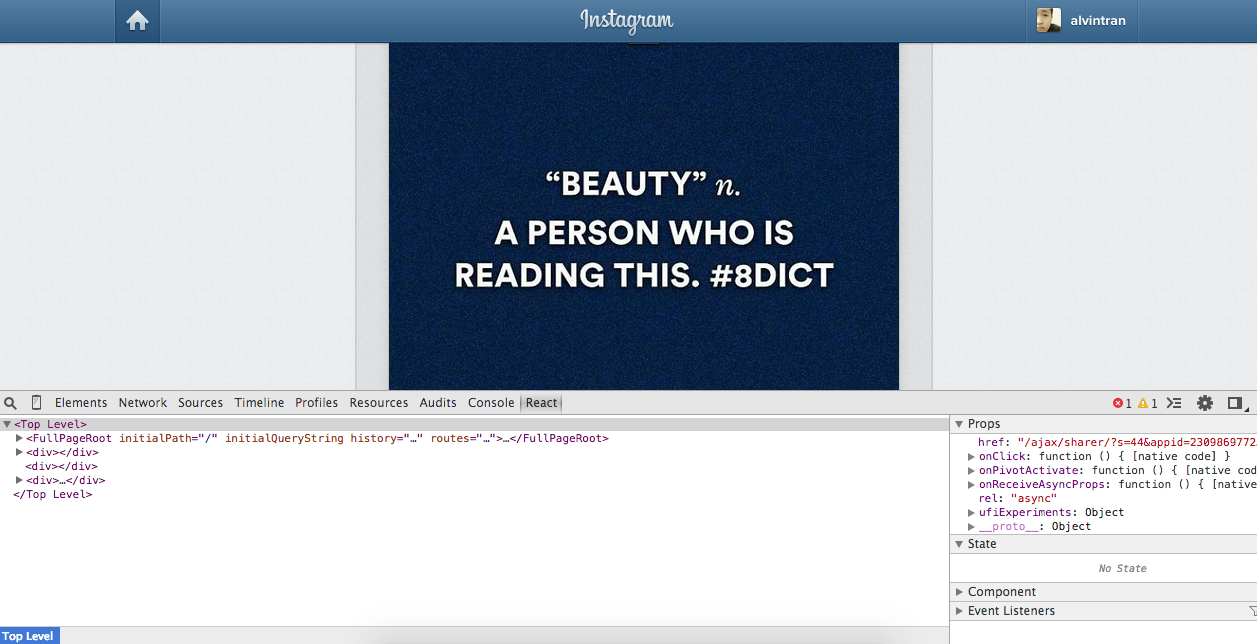 Instagram
alvintran
“BEAUTY” n.
A PERSON WHO IS
READING THIS. #8DICT
Elements Network Sources Timeline Profiles Resources Audits Console React 1 1
<Top Level>
<FullPageRoot initialPath="/" initialQueryString history="…" routes="…">…</FullPageRoot>
<div></div>
<div></div>
<div>…</div>
</Top Level>
Top Level
Props
href: "/ajax/sharer/?s=44&appid=2309869772
onClick: function () { [native code] }
onPivotActivate: function () { [native cod
onReceiveAsyncProps: function () { [native
rel: "async"
ufiExperiments: Object
__proto__: Object
State
No State
Component
Event Listeners